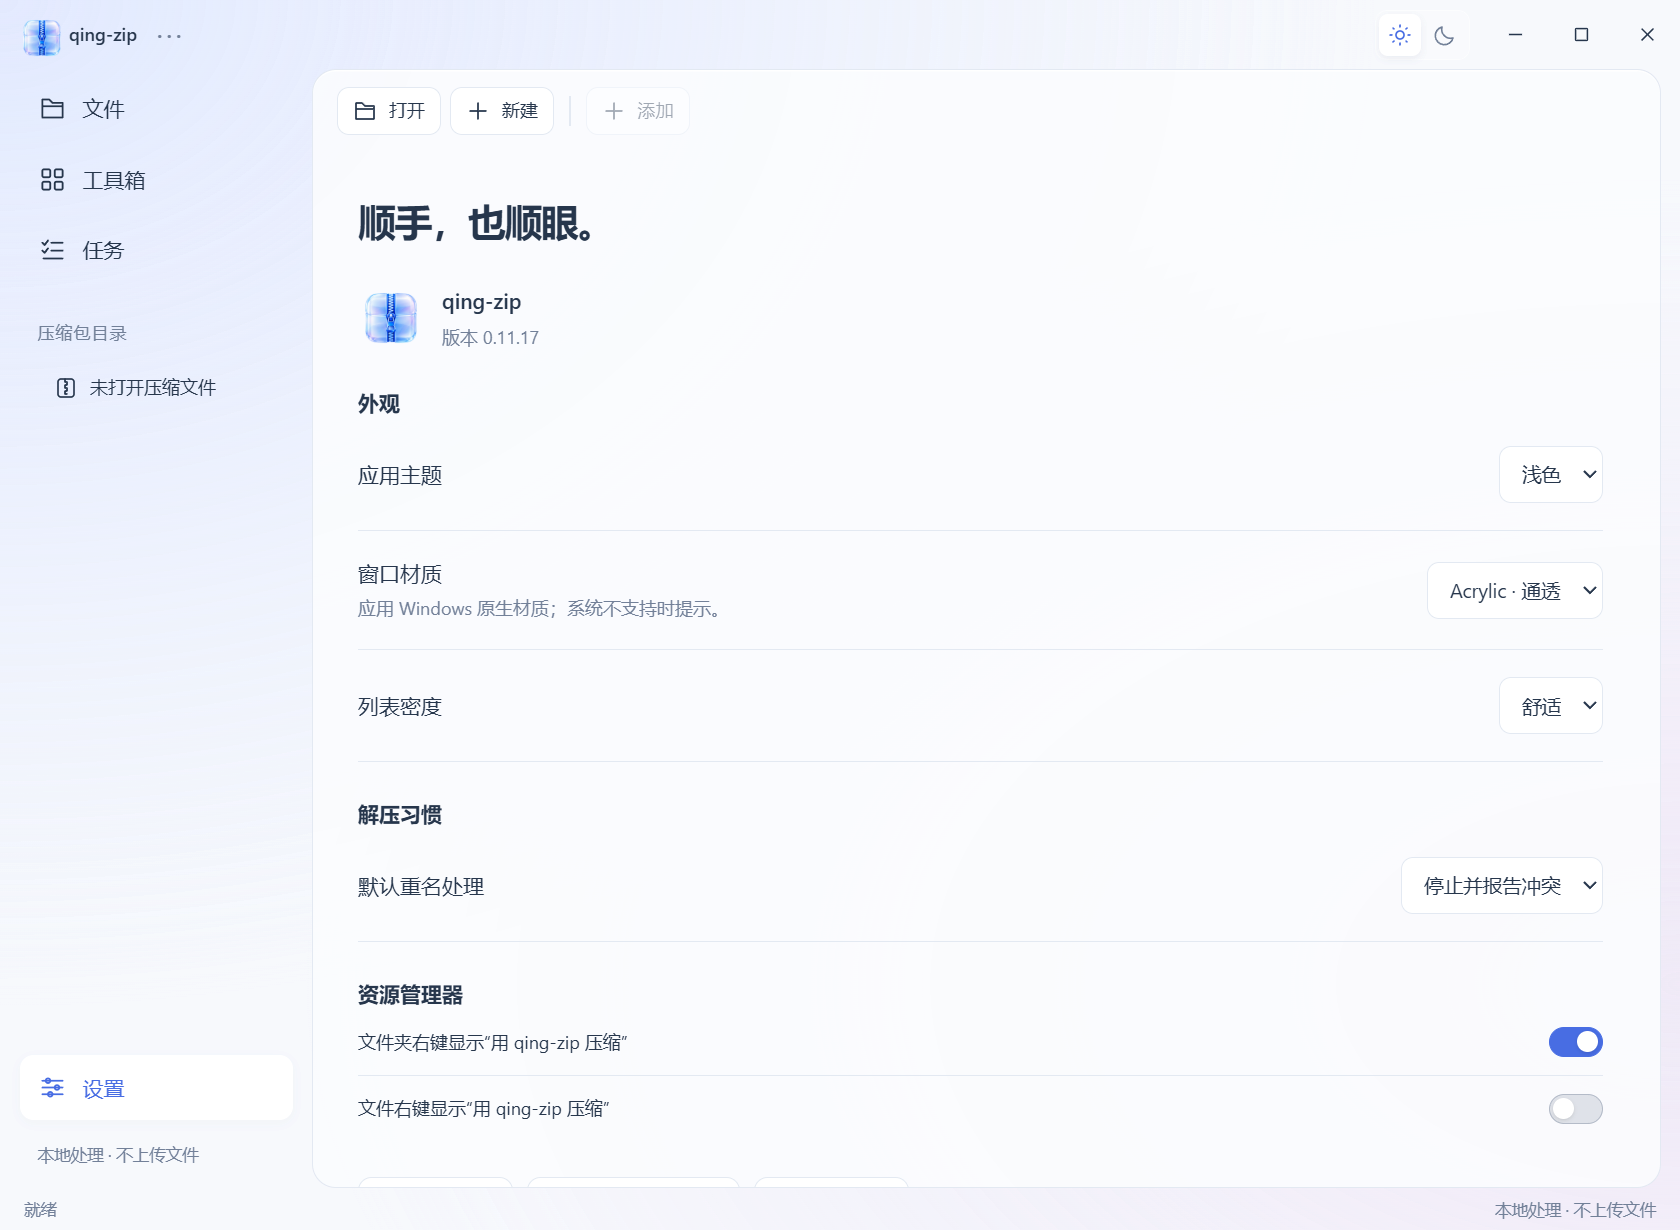 qing-zip ···
文件
工具箱
任务
压缩包目录
未打开压缩文件
设置
本地处理 · 不上传文件
就绪
打开
新建
添加
顺手，也顺眼。
qing-zip
版本 0.11.17
外观
应用主题
浅色
窗口材质
应用 Windows 原生材质；系统不支持时提示。
Acrylic · 通透
列表密度
舒适
解压习惯
默认重名处理
停止并报告冲突
资源管理器
文件夹右键显示“用 qing-zip 压缩”
文件右键显示“用 qing-zip 压缩”
本地处理 · 不上传文件